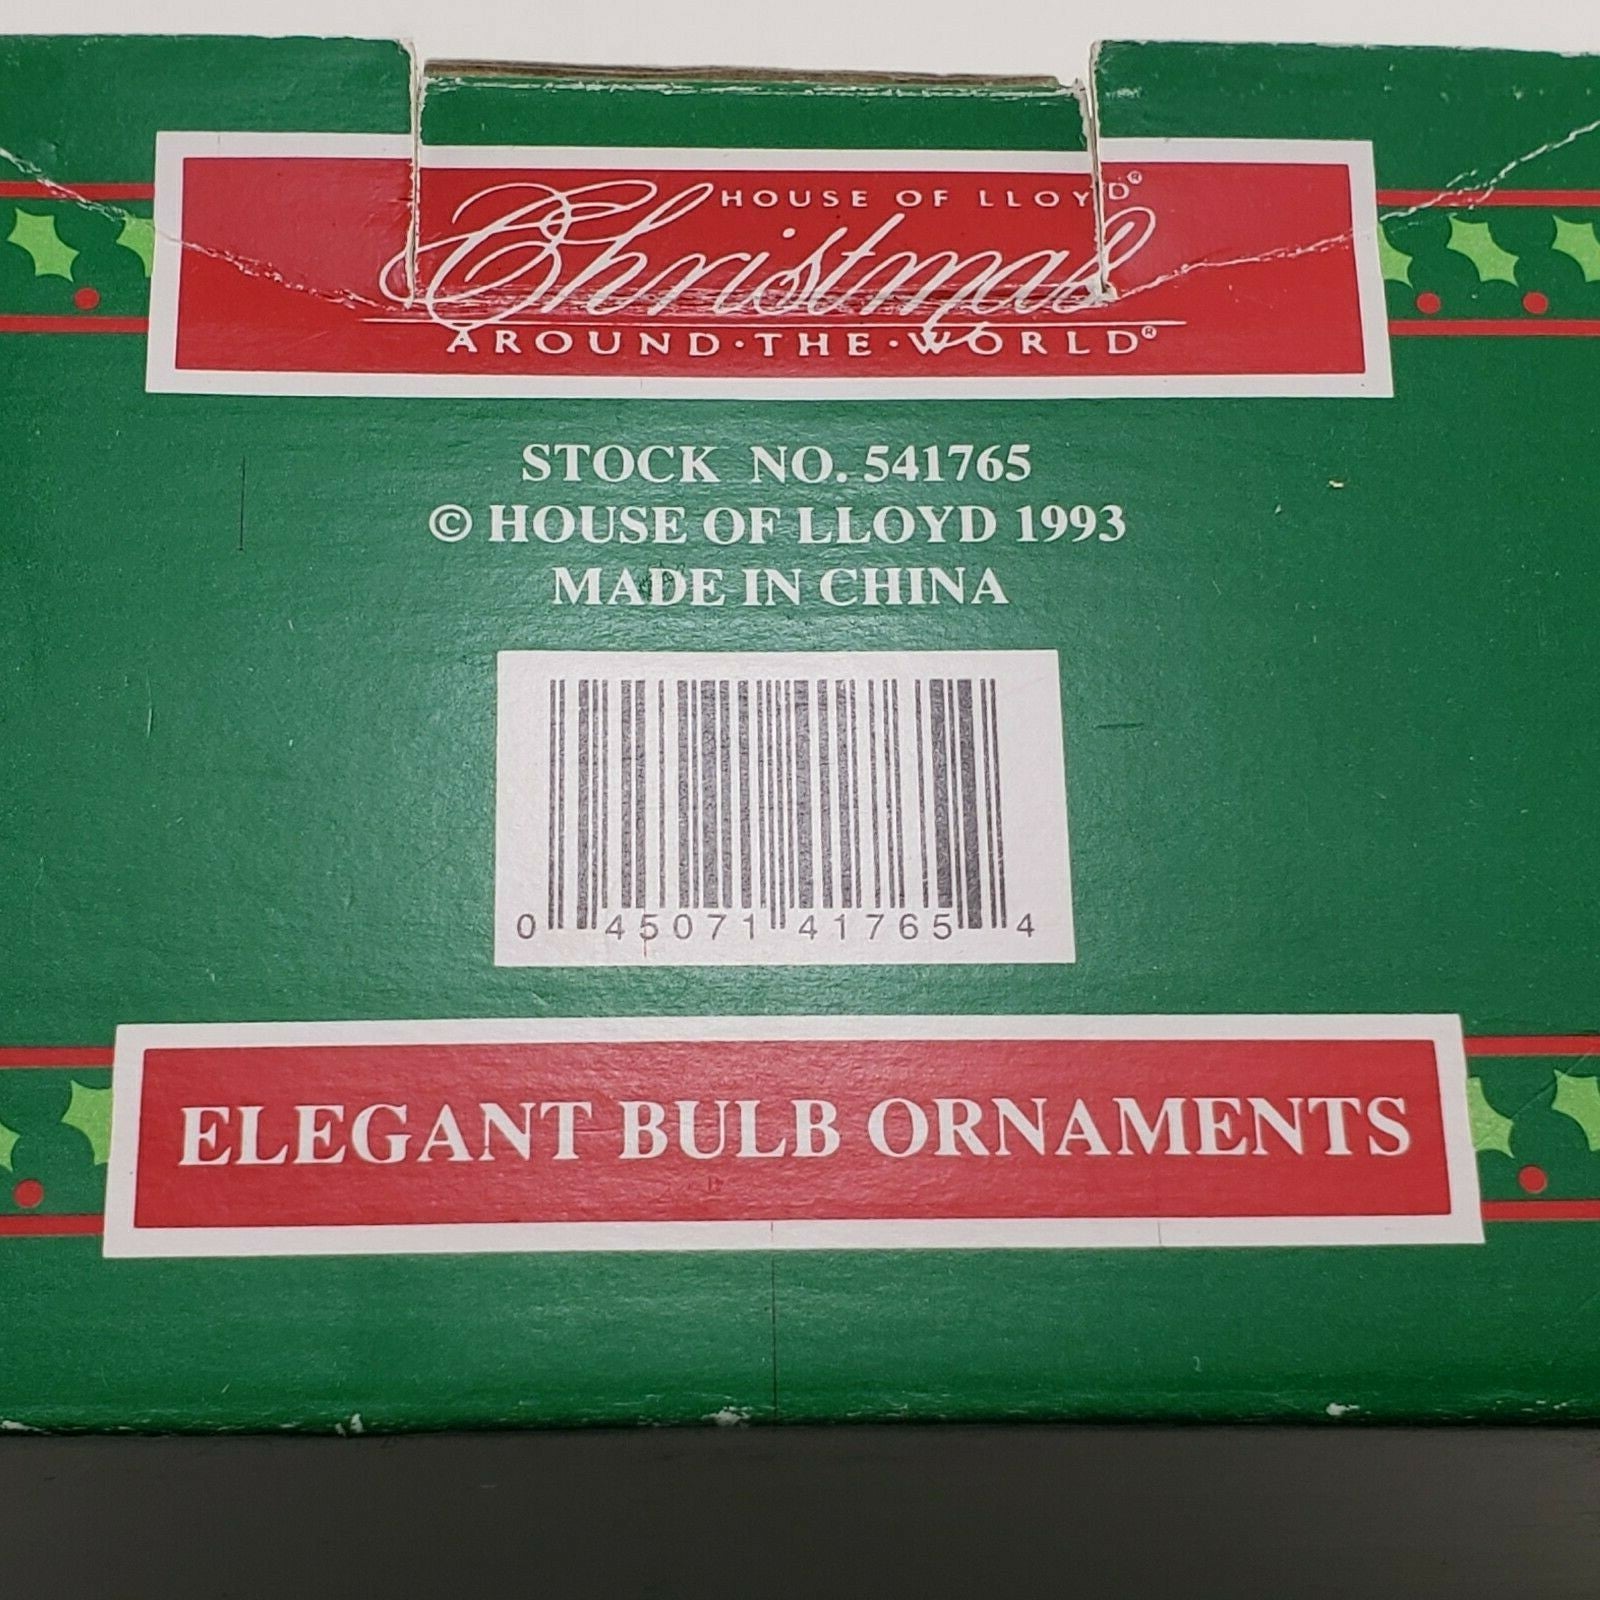 HOUSE OF LLOYD®
Christmas
AROUND·THE·WORLD®
STOCK NO. 541765
© HOUSE OF LLOYD 1993
MADE IN CHINA
0 45071 41765 4
ELEGANT BULB ORNAMENTS